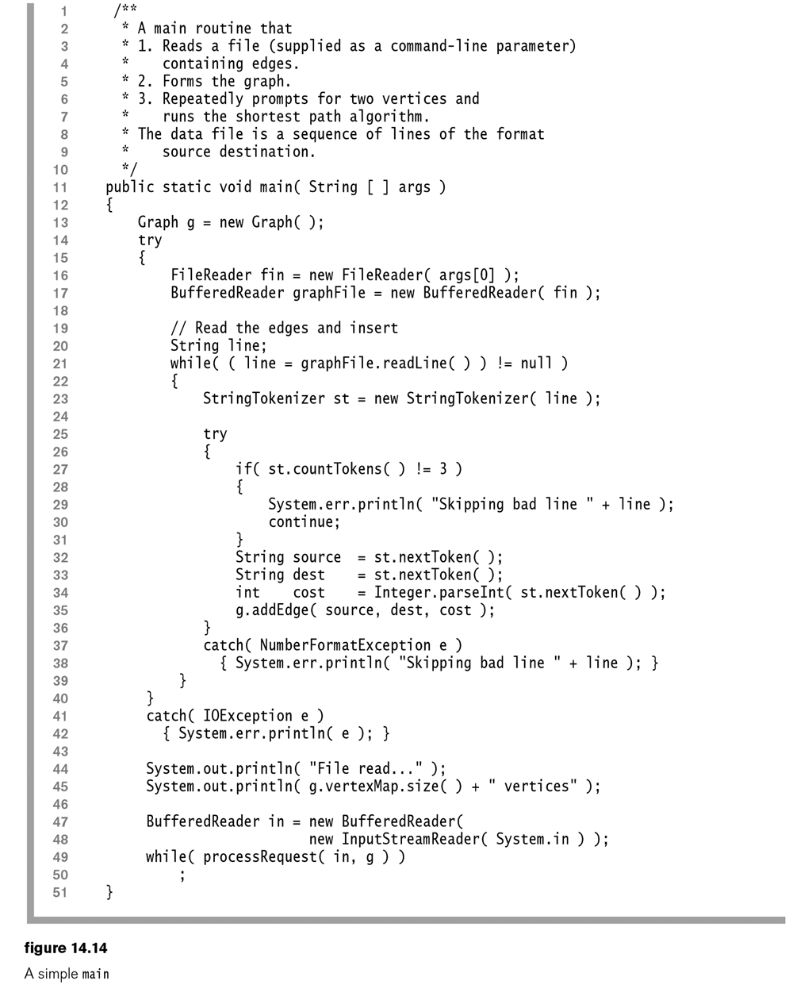 1 /**
2 * A main routine that
3 * 1. Reads a file (supplied as a command-line parameter)
4 * containing edges.
5 * 2. Forms the graph.
6 * 3. Repeatedly prompts for two vertices and
7 * runs the shortest path algorithm.
8 * The data file is a sequence of lines of the format
9 * source destination.
10 */
11 public static void main( String [ ] args )
12 {
13 Graph g = new Graph( );
14 try
15 {
16 FileReader fin = new FileReader( args[0] );
17 BufferedReader graphFile = new BufferedReader( fin );
18
19 // Read the edges and insert
20 String line;
21 while( ( line = graphFile.readLine( ) ) != null )
22 {
23 StringTokenizer st = new StringTokenizer( line );
24
25 try
26 {
27 if( st.countTokens( ) != 3 )
28 {
29 System.err.println( "Skipping bad line " + line );
30 continue;
31 }
32 String source = st.nextToken( );
33 String dest = st.nextToken( );
34 int cost = Integer.parseInt( st.nextToken( ) );
35 g.addEdge( source, dest, cost );
36 }
37 catch( NumberFormatException e )
38 { System.err.println( "Skipping bad line " + line ); }
39 }
40 }
41 catch( IOException e )
42 { System.err.println( e ); }
43
44 System.out.println( "File read..." );
45 System.out.println( g.vertexMap.size( ) + " vertices" );
46
47 BufferedReader in = new BufferedReader(
48 new InputStreamReader( System.in ) );
49 while( processRequest( in, g ) )
50 ;
51 }
figure 14.14
A simple main